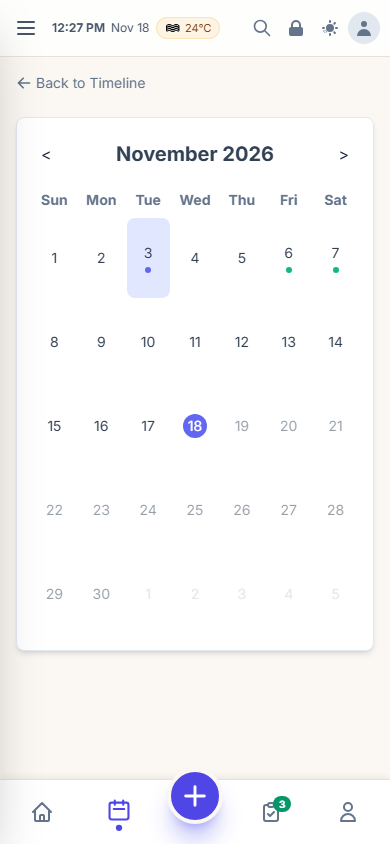 12:27 PM Nov 18 24°C
Back to Timeline
< November 2026 >
Sun Mon Tue Wed Thu Fri Sat
1 2 3 4 5 6 7
8 9 10 11 12 13 14
15 16 17 18 19 20 21
22 23 24 25 26 27 28
29 30 1 2 3 4 5
3